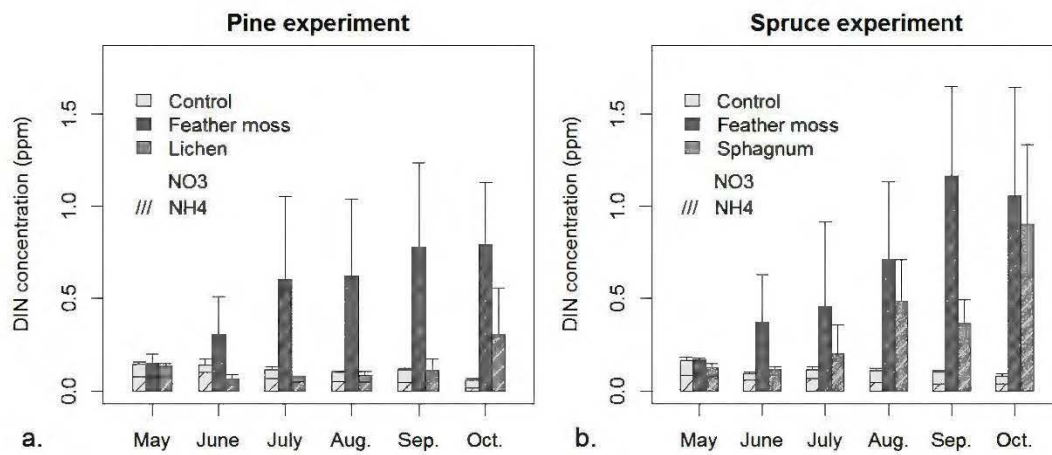 Pine experiment
DIN concentration (ppm)
1.5
1.0
0.5
0.0
Control
Feather moss
Lichen
NO3
/// NH4
May June July Aug. Sep. Oct.
a.
Spruce experiment
DIN concentration (ppm)
1.5
1.0
0.5
0.0
Control
Feather moss
Sphagnum
NO3
/// NH4
May June July Aug. Sep. Oct.
b.